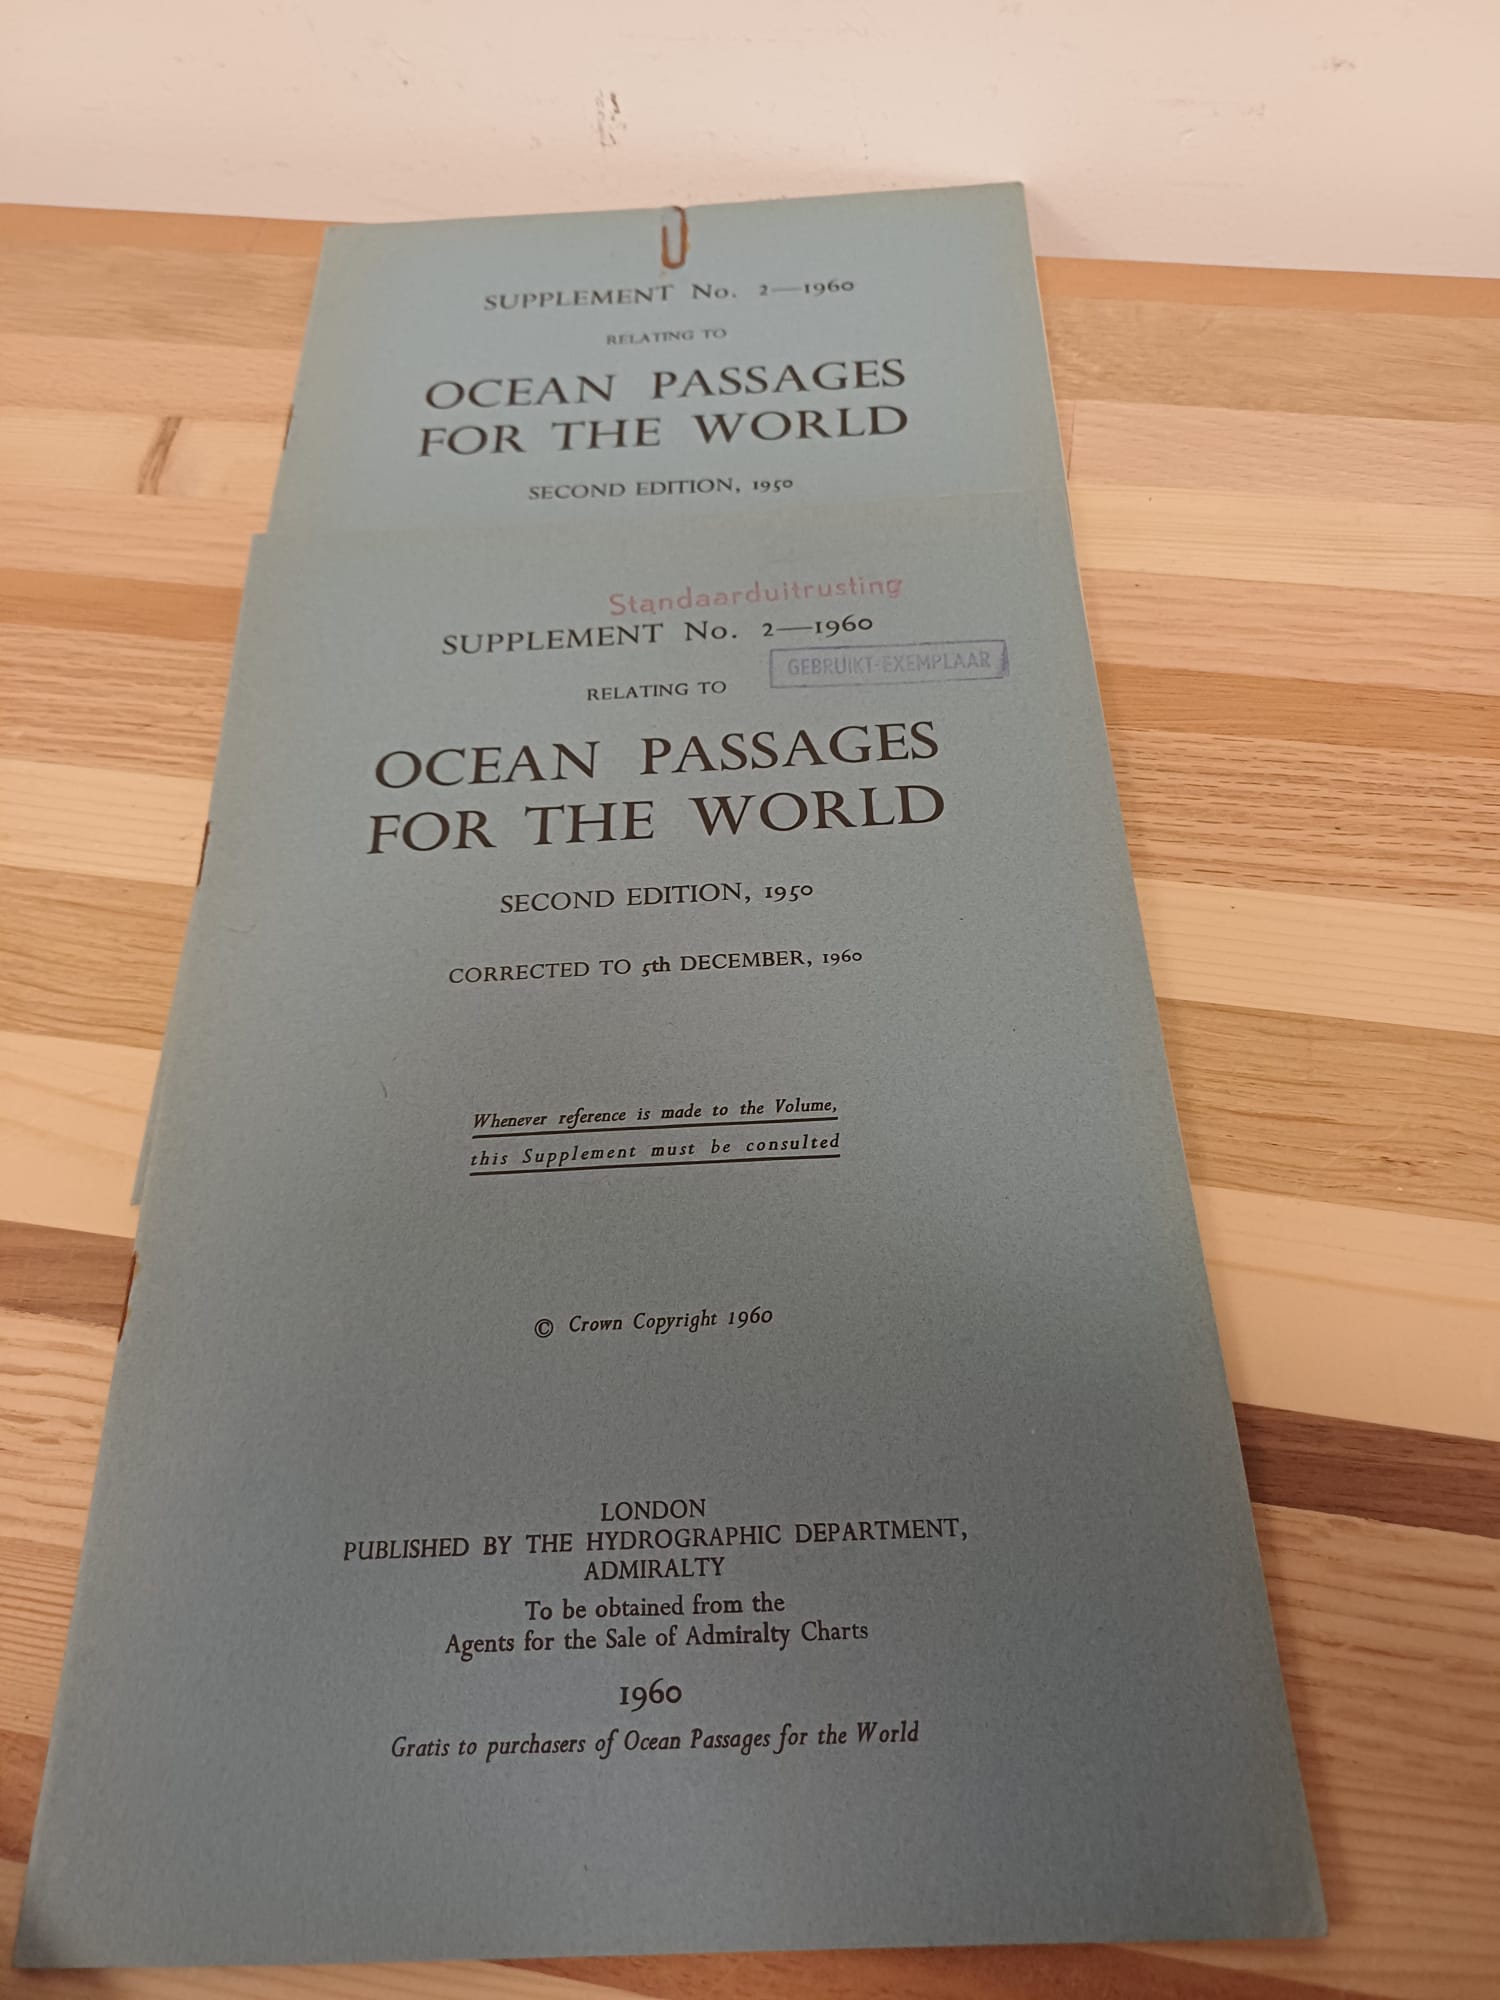 SUPPLEMENT No. 2—1960
RELATING TO
OCEAN PASSAGES
FOR THE WORLD
SECOND EDITION, 1950
Standaarduitrusting
SUPPLEMENT No. 2—1960
GEBRUIKT-EXEMPLAAR
RELATING TO
OCEAN PASSAGES
FOR THE WORLD
SECOND EDITION, 1950
CORRECTED TO 5th DECEMBER, 1960
Whenever reference is made to the Volume,
this Supplement must be consulted
© Crown Copyright 1960
LONDON
PUBLISHED BY THE HYDROGRAPHIC DEPARTMENT,
ADMIRALTY
To be obtained from the
Agents for the Sale of Admiralty Charts
1960
Gratis to purchasers of Ocean Passages for the World